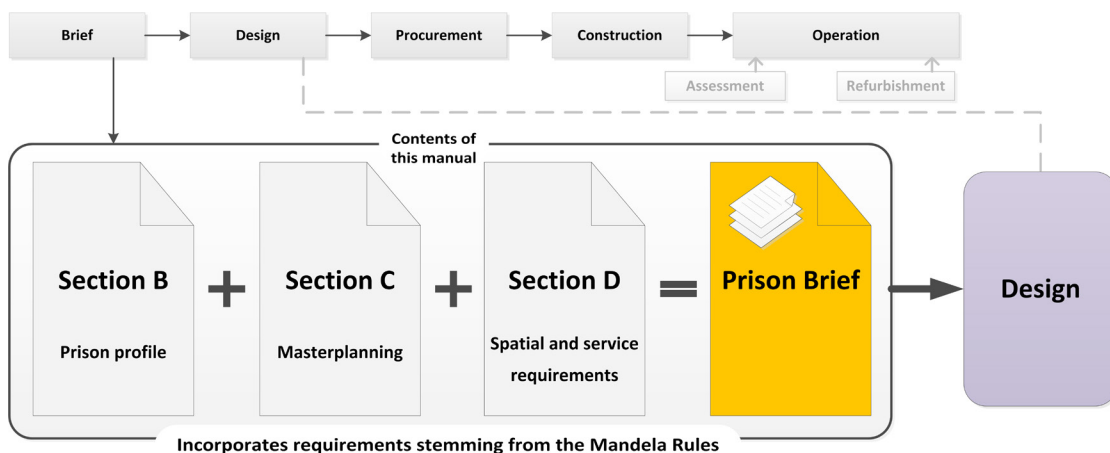 Brief
Design
Procurement
Construction
Operation
Assessment
Refurbishment
Contents of
this manual
Section B
Prison profile
+
Section C
Masterplanning
+
Section D
Spatial and service
requirements
=
Prison Brief
Design
Incorporates requirements stemming from the Mandela Rules